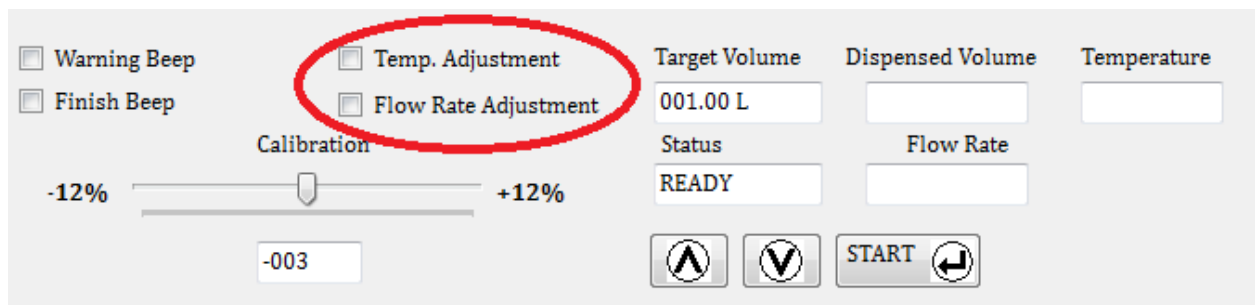 Warning Beep
Finish Beep
Temp. Adjustment
Flow Rate Adjustment
Calibration
-12%
+12%
-003
Target Volume
Dispensed Volume
Temperature
001.00 L
Status
Flow Rate
READY
START